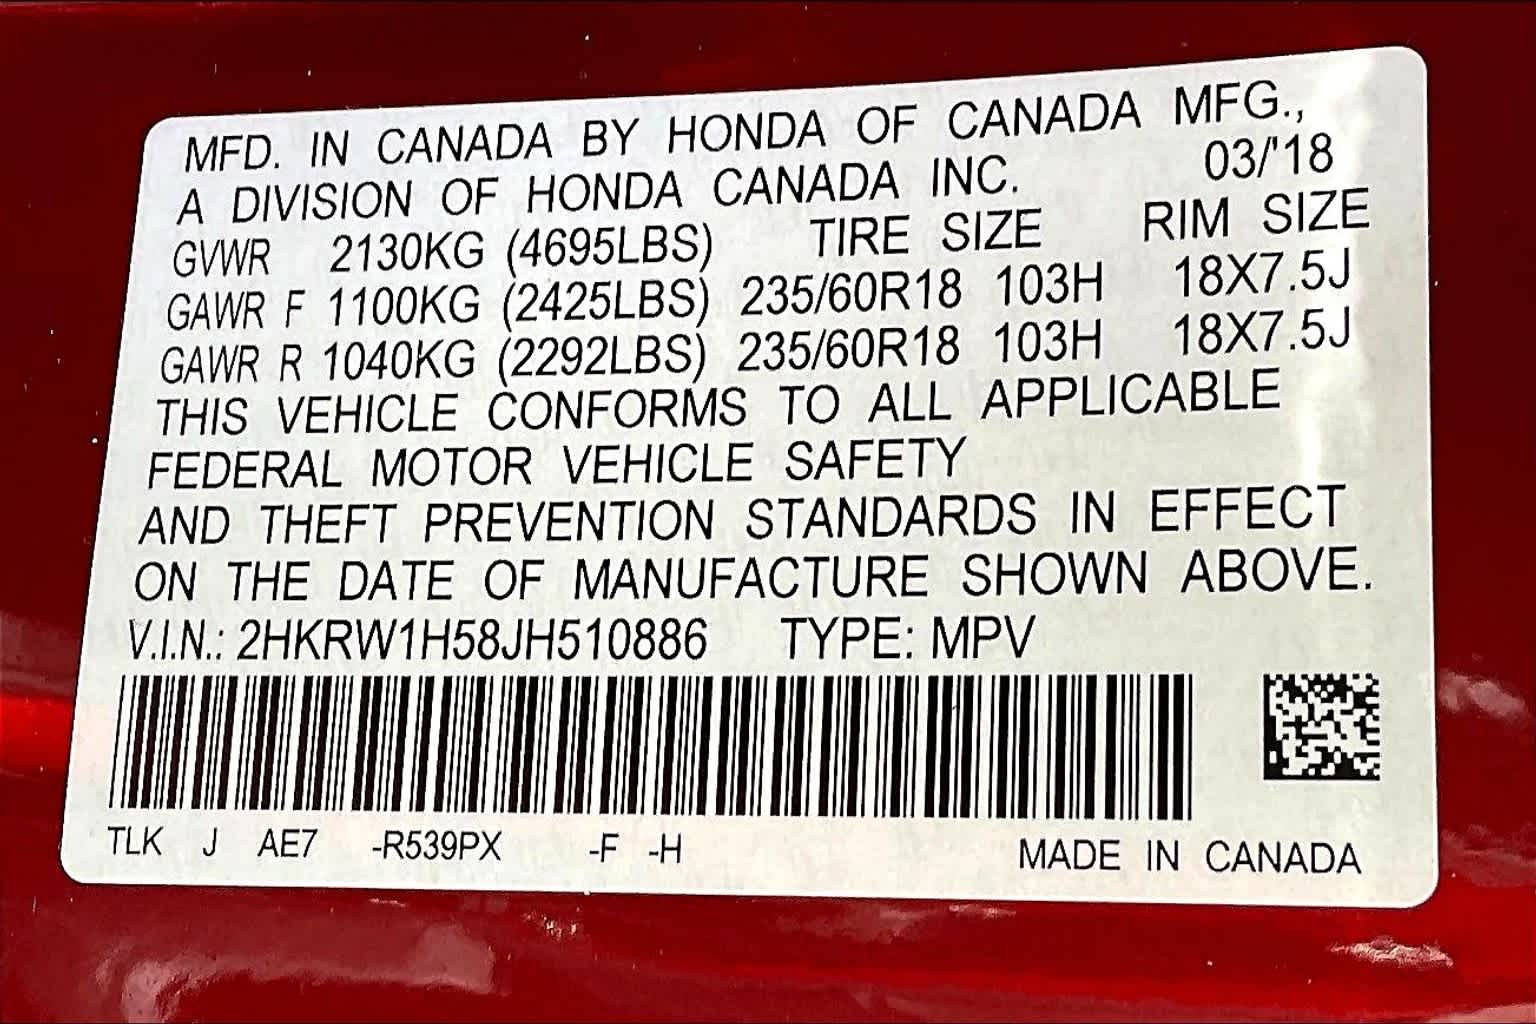 MFD. IN CANADA BY HONDA OF CANADA MFG.,
A DIVISION OF HONDA CANADA INC. 03/'18
GVWR 2130KG (4695LBS) TIRE SIZE RIM SIZE
GAWR F 1100KG (2425LBS) 235/60R18 103H 18X7.5J
GAWR R 1040KG (2292LBS) 235/60R18 103H 18X7.5J
THIS VEHICLE CONFORMS TO ALL APPLICABLE
FEDERAL MOTOR VEHICLE SAFETY
AND THEFT PREVENTION STANDARDS IN EFFECT
ON THE DATE OF MANUFACTURE SHOWN ABOVE.
V.I.N.: 2HKRW1H58JH510886 TYPE: MPV
TLK J AE7 -R539PX -F -H MADE IN CANADA